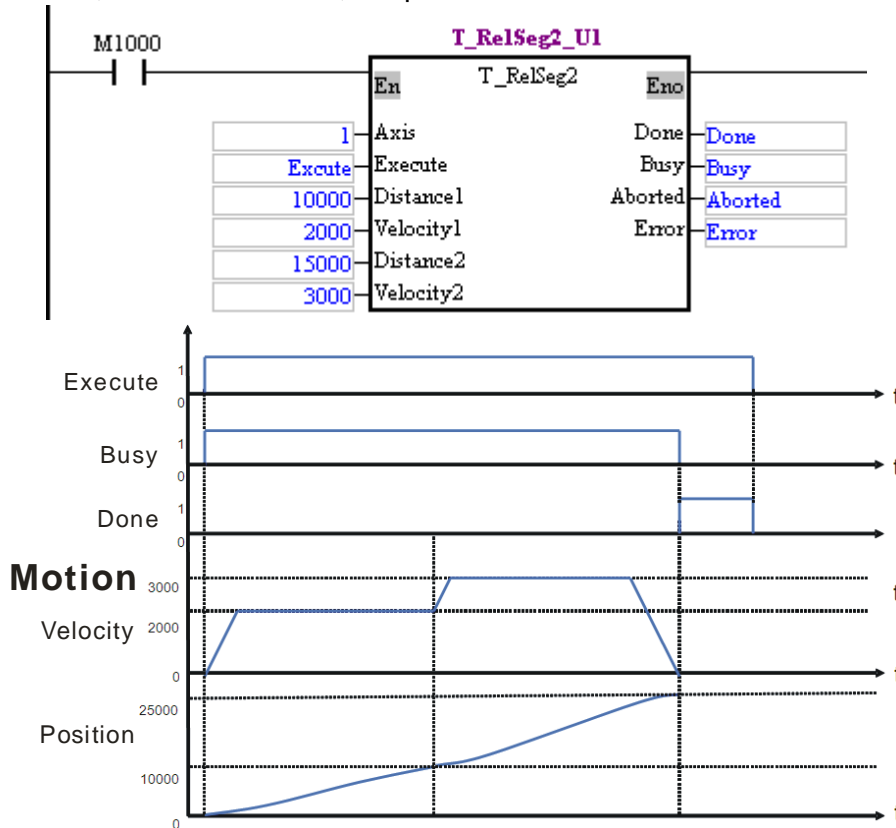 M1000
T_RelSeg2_U1
T_RelSeg2
En
Eno
1
Axis
Done
Done
Excute
Execute
Busy
Busy
10000
Distance1
Aborted
Aborted
2000
Velocity1
Error
Error
15000
Distance2
3000
Velocity2
Execute
1
0
t
Busy
1
0
t
Done
1
0
Motion
3000
t
Velocity
2000
0
25000
Position
10000
0